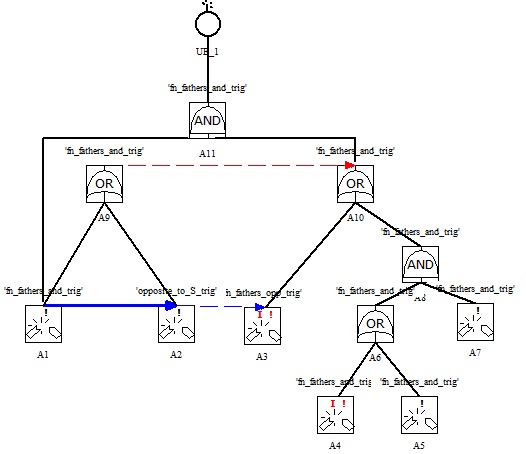 UE_1
'fn_fathers_and_trig'
AND
A11
'fn_fathers_and_trig' 'fn_fathers_and_trig'
OR OR
A9 A10
'fn_fathers_and_trig'
AND
A8
'fn_fathers_and_trig' 'opposite_to_S_trig' 'fn_fathers_opp_trig' 'fn_fathers_and_trig' 'fn_fathers_and_trig'
! ! I ! OR !
A1 A2 A3 A6 A7
'fn_fathers_and_trig' 'fn_fathers_and_trig'
I ! !
A4 A5